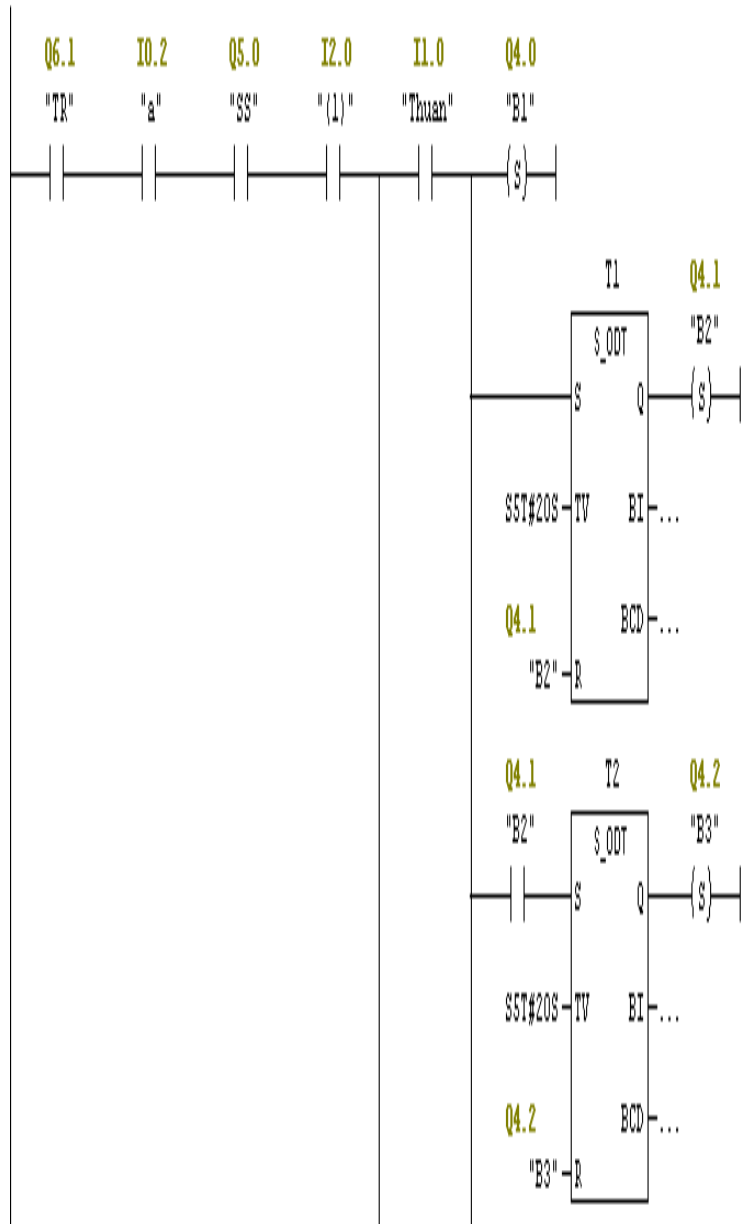 Q6.1 I0.2 Q5.0 I2.0 I1.0 Q4.0
"TR" "a" "SS" "(1)" "Thuan" "B1"
(S)
T1 Q4.1
S_ODT "B2"
S Q (S)
S5T#20S TV BI ...
Q4.1 BCD ...
"B2" R
Q4.1 T2 Q4.2
"B2" S_ODT "B3"
S Q (S)
S5T#20S TV BI ...
Q4.2 BCD ...
"B3" R